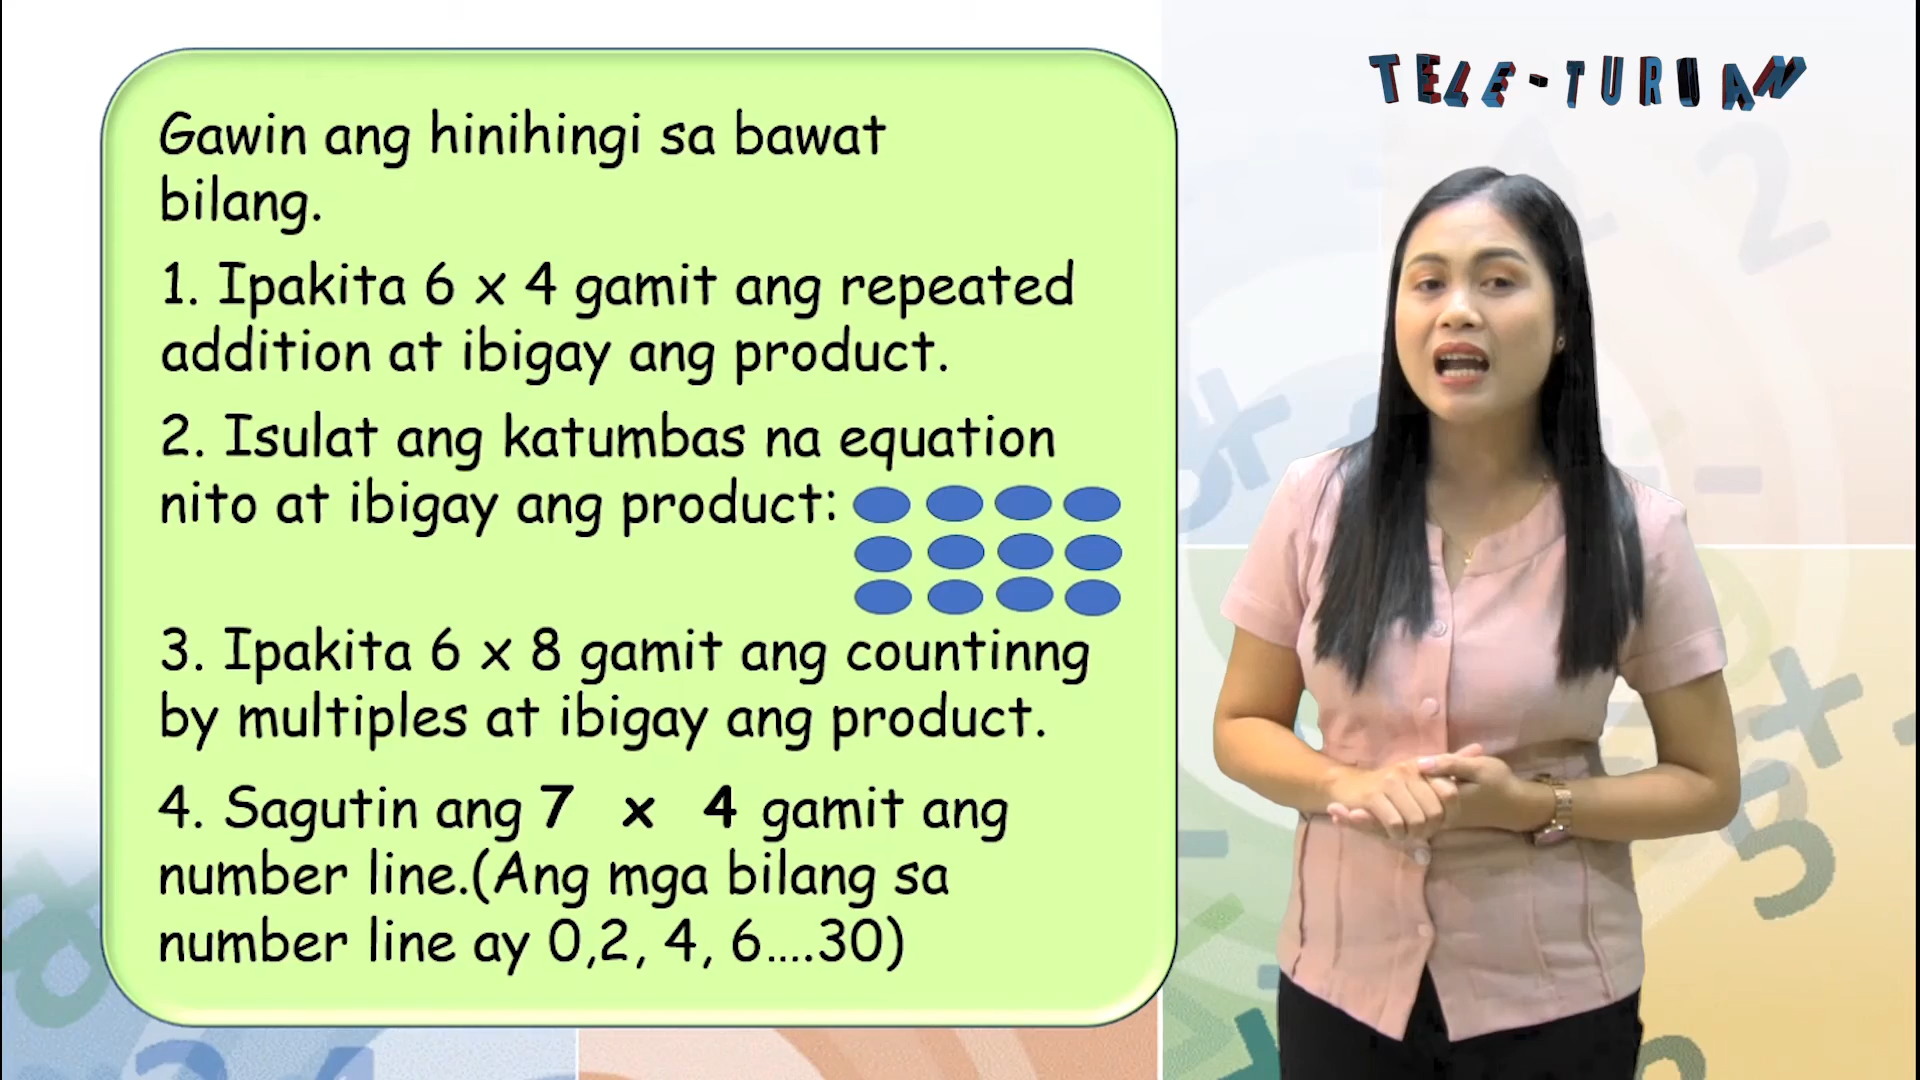 TELE-TURUAN
Gawin ang hinihingi sa bawat
bilang.
1. Ipakita 6 x 4 gamit ang repeated
addition at ibigay ang product.
2. Isulat ang katumbas na equation
nito at ibigay ang product:
3. Ipakita 6 x 8 gamit ang countinng
by multiples at ibigay ang product.
4. Sagutin ang 7 x 4 gamit ang
number line.(Ang mga bilang sa
number line ay 0,2, 4, 6....30)